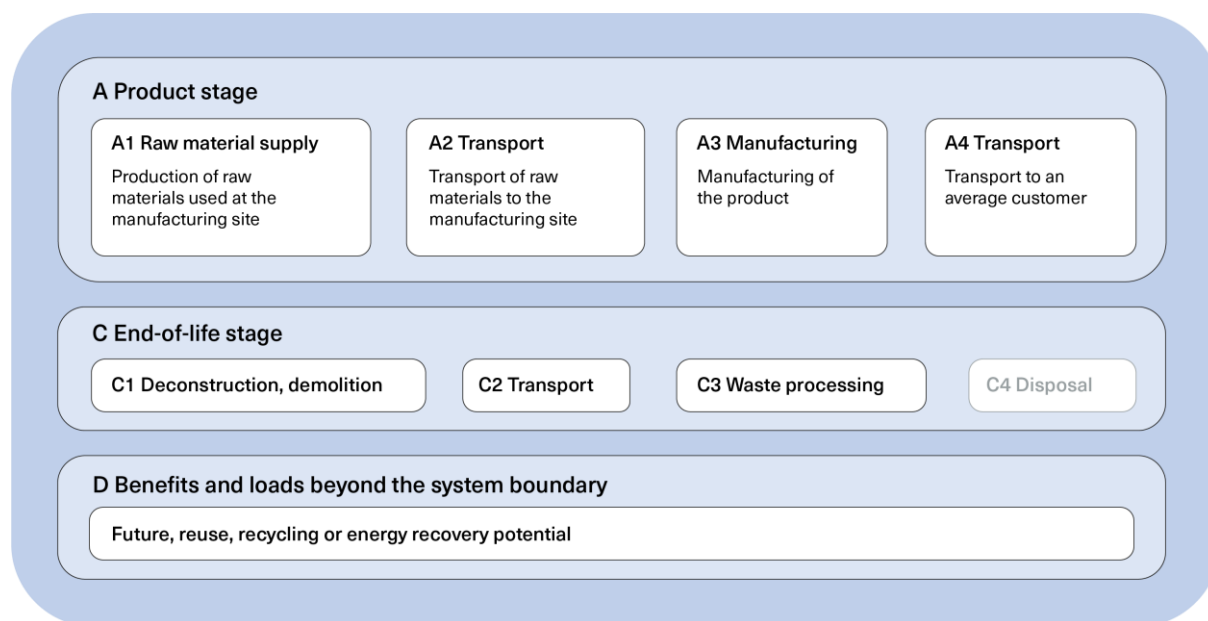 A Product stage
A1 Raw material supply
Production of raw
materials used at the
manufacturing site
A2 Transport
Transport of raw
materials to the
manufacturing site
A3 Manufacturing
Manufacturing of
the product
A4 Transport
Transport to an
average customer
C End-of-life stage
C1 Deconstruction, demolition
C2 Transport
C3 Waste processing
C4 Disposal
D Benefits and loads beyond the system boundary
Future, reuse, recycling or energy recovery potential